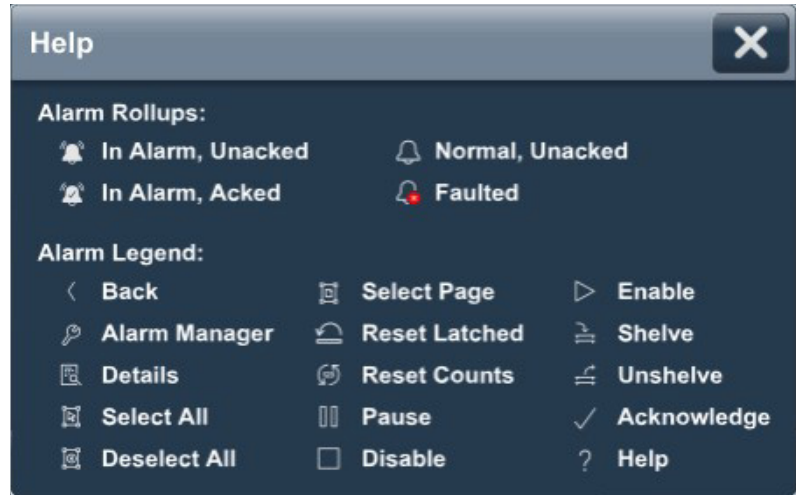 Help
Alarm Rollups:
In Alarm, Unacked Normal, Unacked
In Alarm, Acked Faulted
Alarm Legend:
Back Select Page Enable
Alarm Manager Reset Latched Shelve
Details Reset Counts Unshelve
Select All Pause Acknowledge
Deselect All Disable ? Help